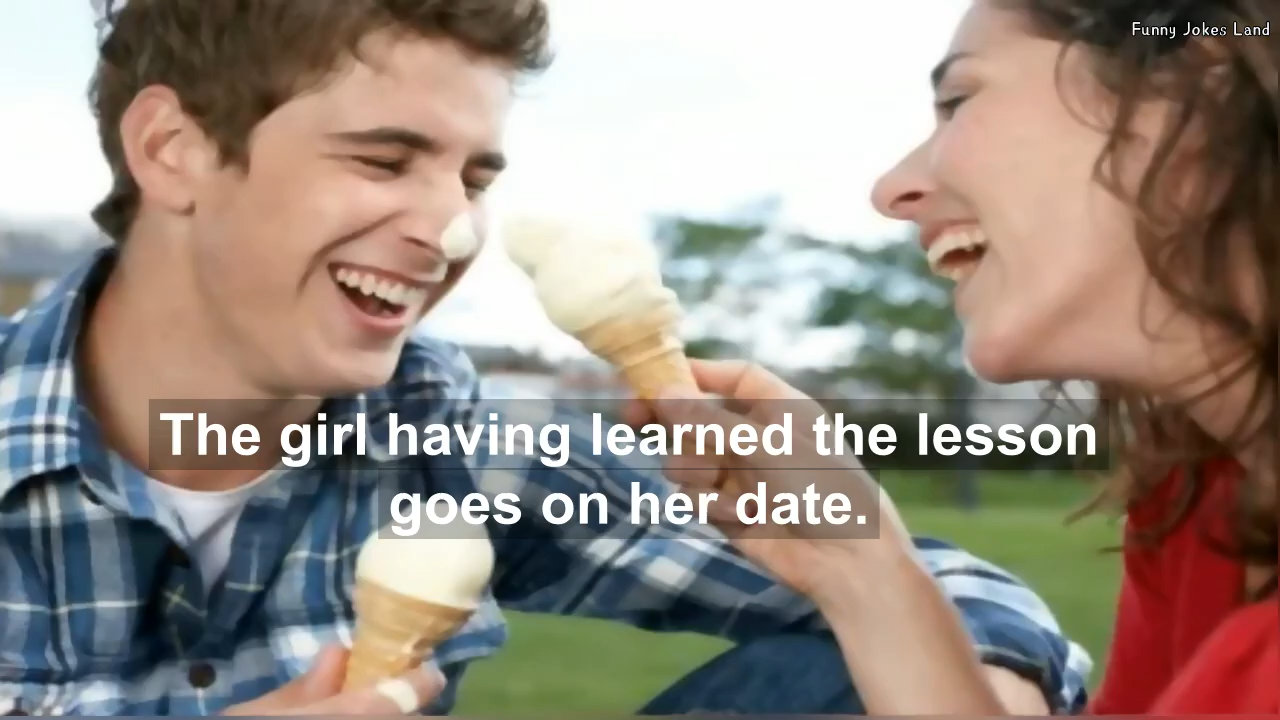 Funny Jokes Land
The girl having learned the lesson
goes on her date.